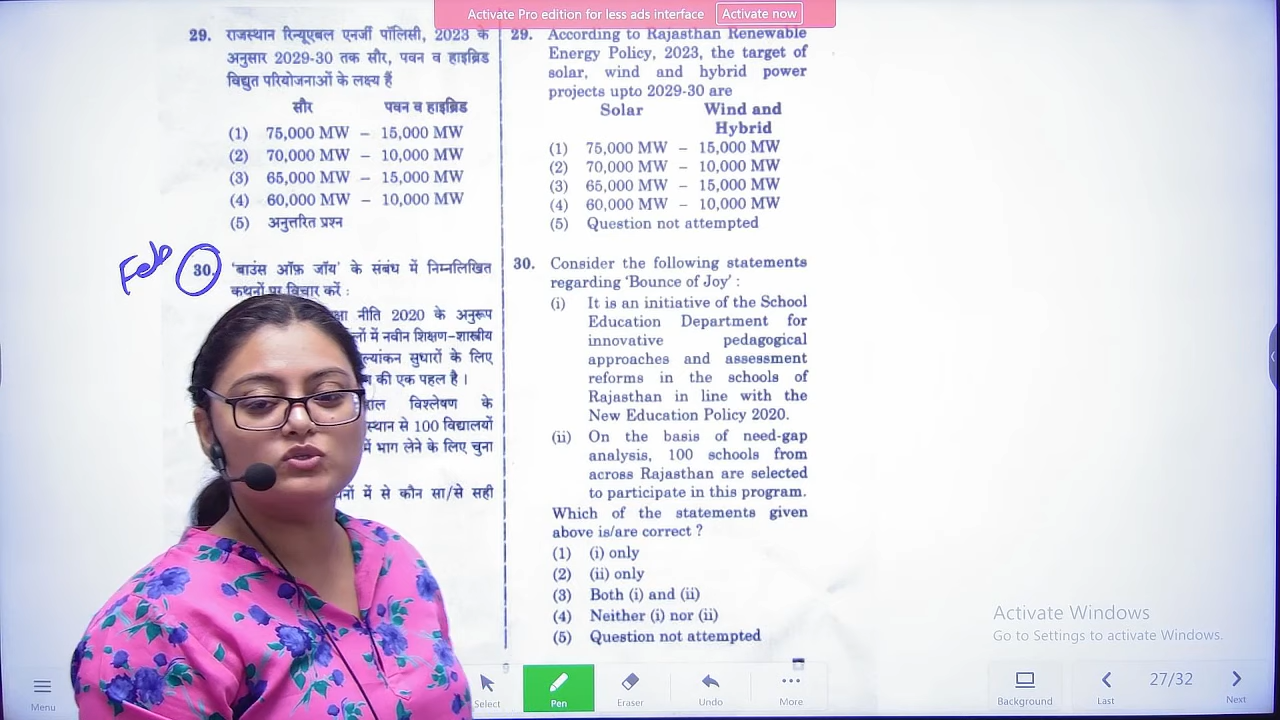 Activate Pro edition for less ads interface Activate now
29. राजस्थान रिन्यूएबल एनर्जी पॉलिसी, 2023 के
अनुसार 2029-30 तक सौर, पवन व हाइब्रिड
विद्युत परियोजनाओं के लक्ष्य हैं
सौर पवन व हाइब्रिड
(1) 75,000 MW – 15,000 MW
(2) 70,000 MW – 10,000 MW
(3) 65,000 MW – 15,000 MW
(4) 60,000 MW – 10,000 MW
(5) अनुत्तरित प्रश्न
Feb
30. 'बाउंस ऑफ़ जॉय' के संबंध में निम्नलिखित
कथनों पर विचार करें :
नीति 2020 के अनुरूप
में नवीन शिक्षण-शास्त्रीय
सुधारों के लिए
की एक पहल है ।
विश्लेषण के
से 100 विद्यालयों
में भाग लेने के लिए चुना
में से कौन सा/से सही
29. According to Rajasthan Renewable
Energy Policy, 2023, the target of
solar, wind and hybrid power
projects upto 2029-30 are
Solar Wind and
Hybrid
(1) 75,000 MW – 15,000 MW
(2) 70,000 MW – 10,000 MW
(3) 65,000 MW – 15,000 MW
(4) 60,000 MW – 10,000 MW
(5) Question not attempted
30. Consider the following statements
regarding 'Bounce of Joy' :
(i) It is an initiative of the School
Education Department for
innovative pedagogical
approaches and assessment
reforms in the schools of
Rajasthan in line with the
New Education Policy 2020.
(ii) On the basis of need-gap
analysis, 100 schools from
across Rajasthan are selected
to participate in this program.
Which of the statements given
above is/are correct ?
(1) (i) only
(2) (ii) only
(3) Both (i) and (ii)
(4) Neither (i) nor (ii)
(5) Question not attempted
Activate Windows
Go to Settings to activate Windows.
Menu
Select
Pen
Eraser
Undo
More
Background
Last
27/32
Next